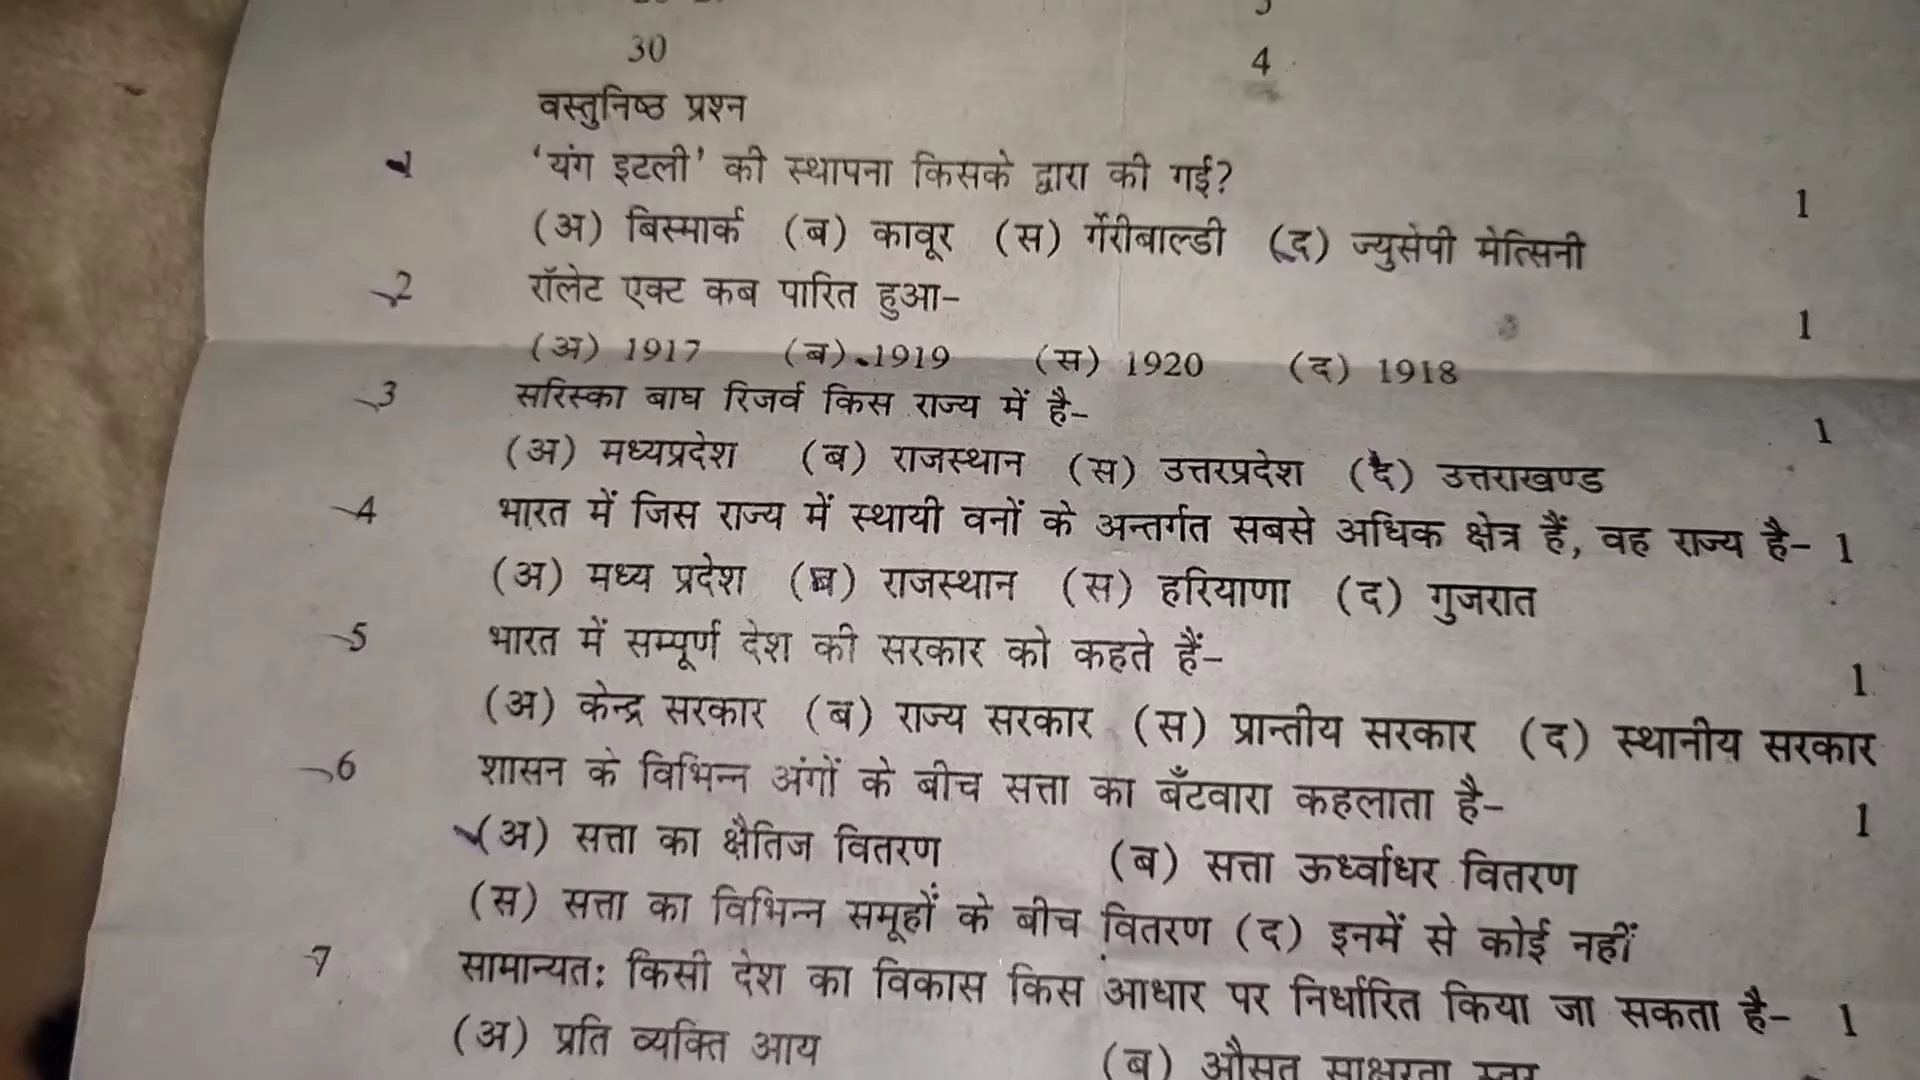 30 4
वस्तुनिष्ठ प्रश्न
1 ‘यंग इटली’ की स्थापना किसके द्वारा की गई? 1
(अ) बिस्मार्क (ब) कावूर (स) गॅरीबाल्डी (द) ज्युसेपी मेत्सिनी
2 रॉलेट एक्ट कब पारित हुआ- 1
(अ) 1917 (ब) 1919 (स) 1920 (द) 1918
3 सरिस्का बाघ रिजर्व किस राज्य में है- 1
(अ) मध्यप्रदेश (ब) राजस्थान (स) उत्तरप्रदेश (द) उत्तराखण्ड
4 भारत में जिस राज्य में स्थायी वनों के अन्तर्गत सबसे अधिक क्षेत्र हैं, वह राज्य है- 1
(अ) मध्य प्रदेश (ब) राजस्थान (स) हरियाणा (द) गुजरात
5 भारत में सम्पूर्ण देश की सरकार को कहते हैं- 1
(अ) केन्द्र सरकार (ब) राज्य सरकार (स) प्रान्तीय सरकार (द) स्थानीय सरकार
6 शासन के विभिन्न अंगों के बीच सत्ता का बँटवारा कहलाता है- 1
(अ) सत्ता का क्षैतिज वितरण (ब) सत्ता ऊर्ध्वाधर वितरण
(स) सत्ता का विभिन्न समूहों के बीच वितरण (द) इनमें से कोई नहीं
7 सामान्यत: किसी देश का विकास किस आधार पर निर्धारित किया जा सकता है- 1
(अ) प्रति व्यक्ति आय (ब) औसत साक्षरता स्तर